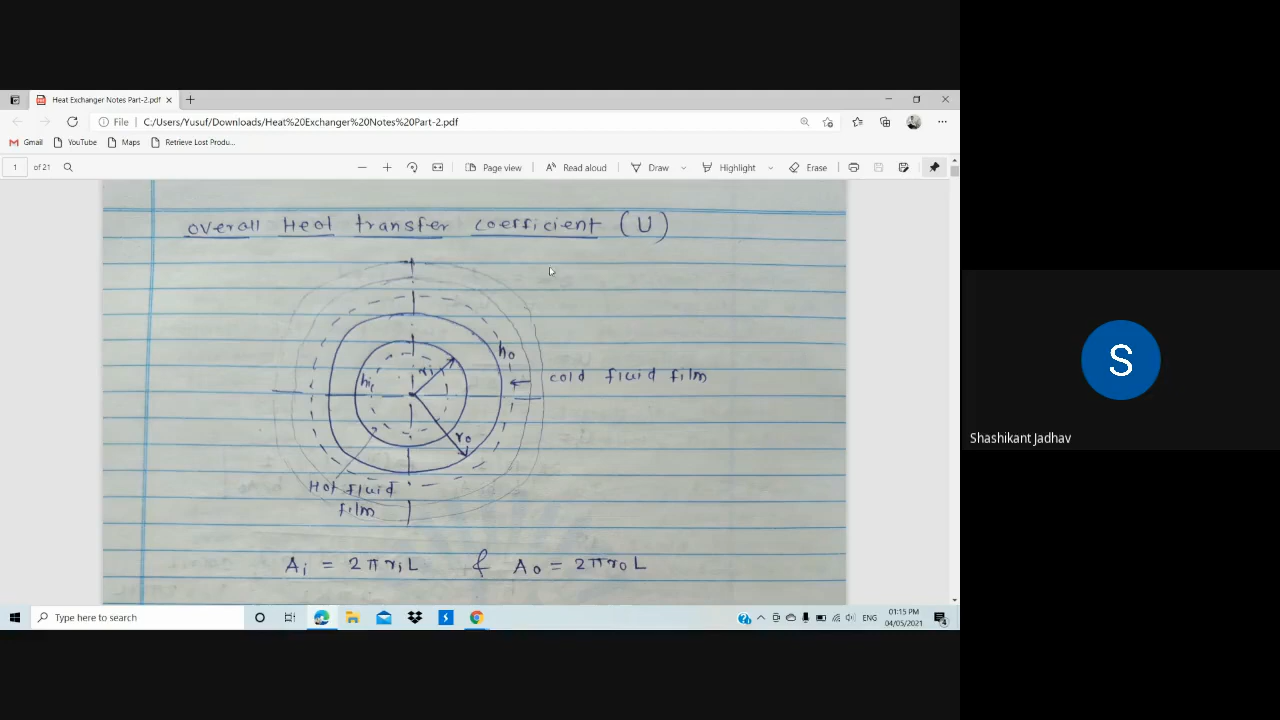 Heat Exchanger Notes Part-2.pdf
File C:/Users/Yusuf/Downloads/Heat%20Exchanger%20Notes%20Part-2.pdf
Gmail YouTube Maps Retrieve Lost Produ...
1 of 21 Page view Read aloud Draw Highlight Erase
overall Heat transfer coefficient (U)
ho
ri
hi
cold fluid film
ro
Hot fluid
film
Ai = 2πriL & Ao = 2πroL
S
Shashikant Jadhav
Type here to search
ENG
01:15 PM
04/05/2021
4